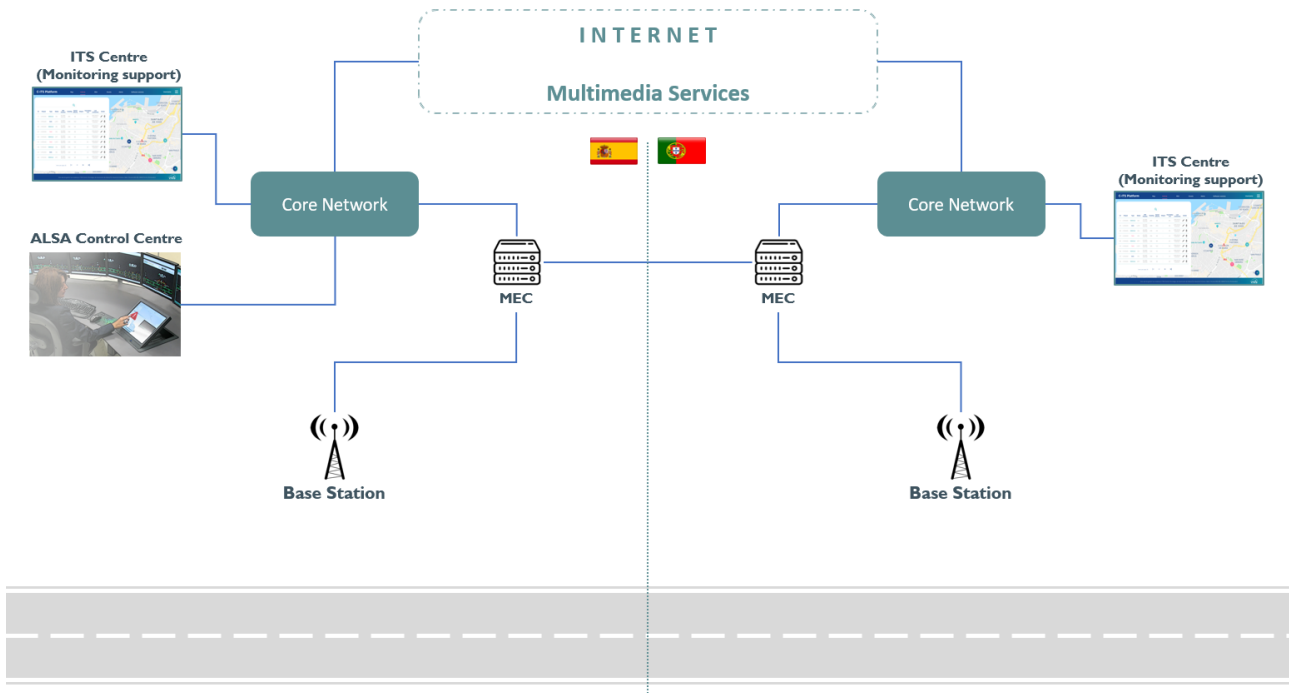 INTERNET
Multimedia Services
ITS Centre
(Monitoring support)
Core Network
ALSA Control Centre
MEC
Base Station
Core Network
ITS Centre
(Monitoring support)
MEC
Base Station